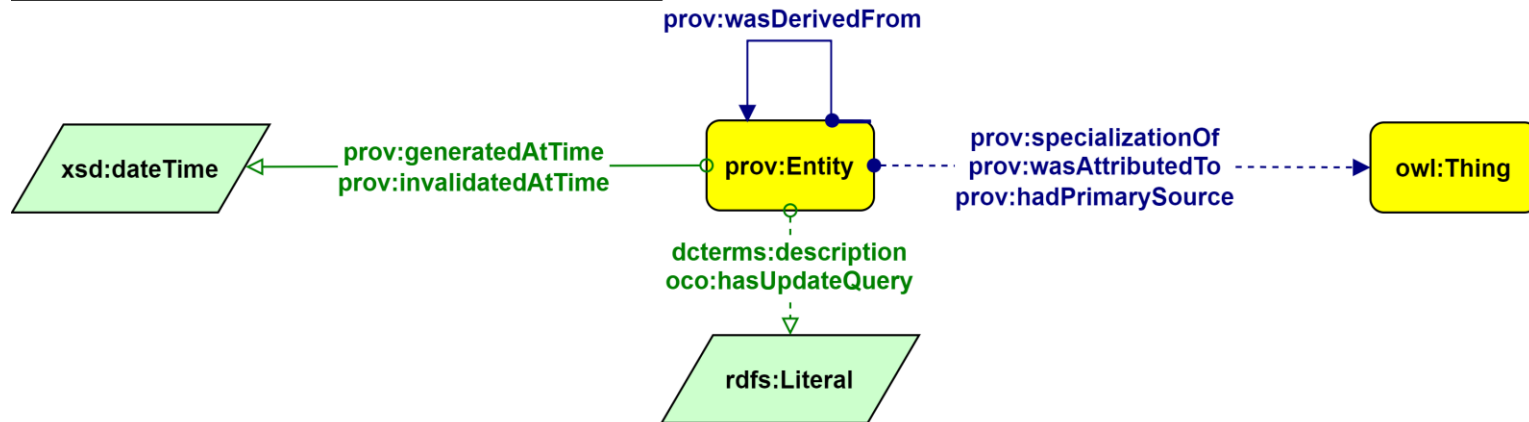 prov:wasDerivedFrom
xsd:dateTime
prov:generatedAtTime
prov:invalidatedAtTime
prov:Entity
prov:specializationOf
prov:wasAttributedTo
prov:hadPrimarySource
owl:Thing
dcterms:description
oco:hasUpdateQuery
rdfs:Literal